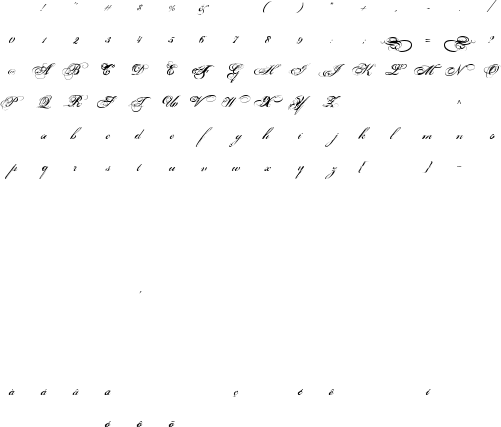 ! " # $ % & ( ) * + , - . /
0 1 2 3 4 5 6 7 8 9 : ; = ?
@ A B C D E F G H I J K L M N O
P Q R S T U V W X Y Z ^
a b c d e f g h i j k l m n o
p q r s t u v w x y z { } ~
à á â ã ç é ê í
ó ô õ